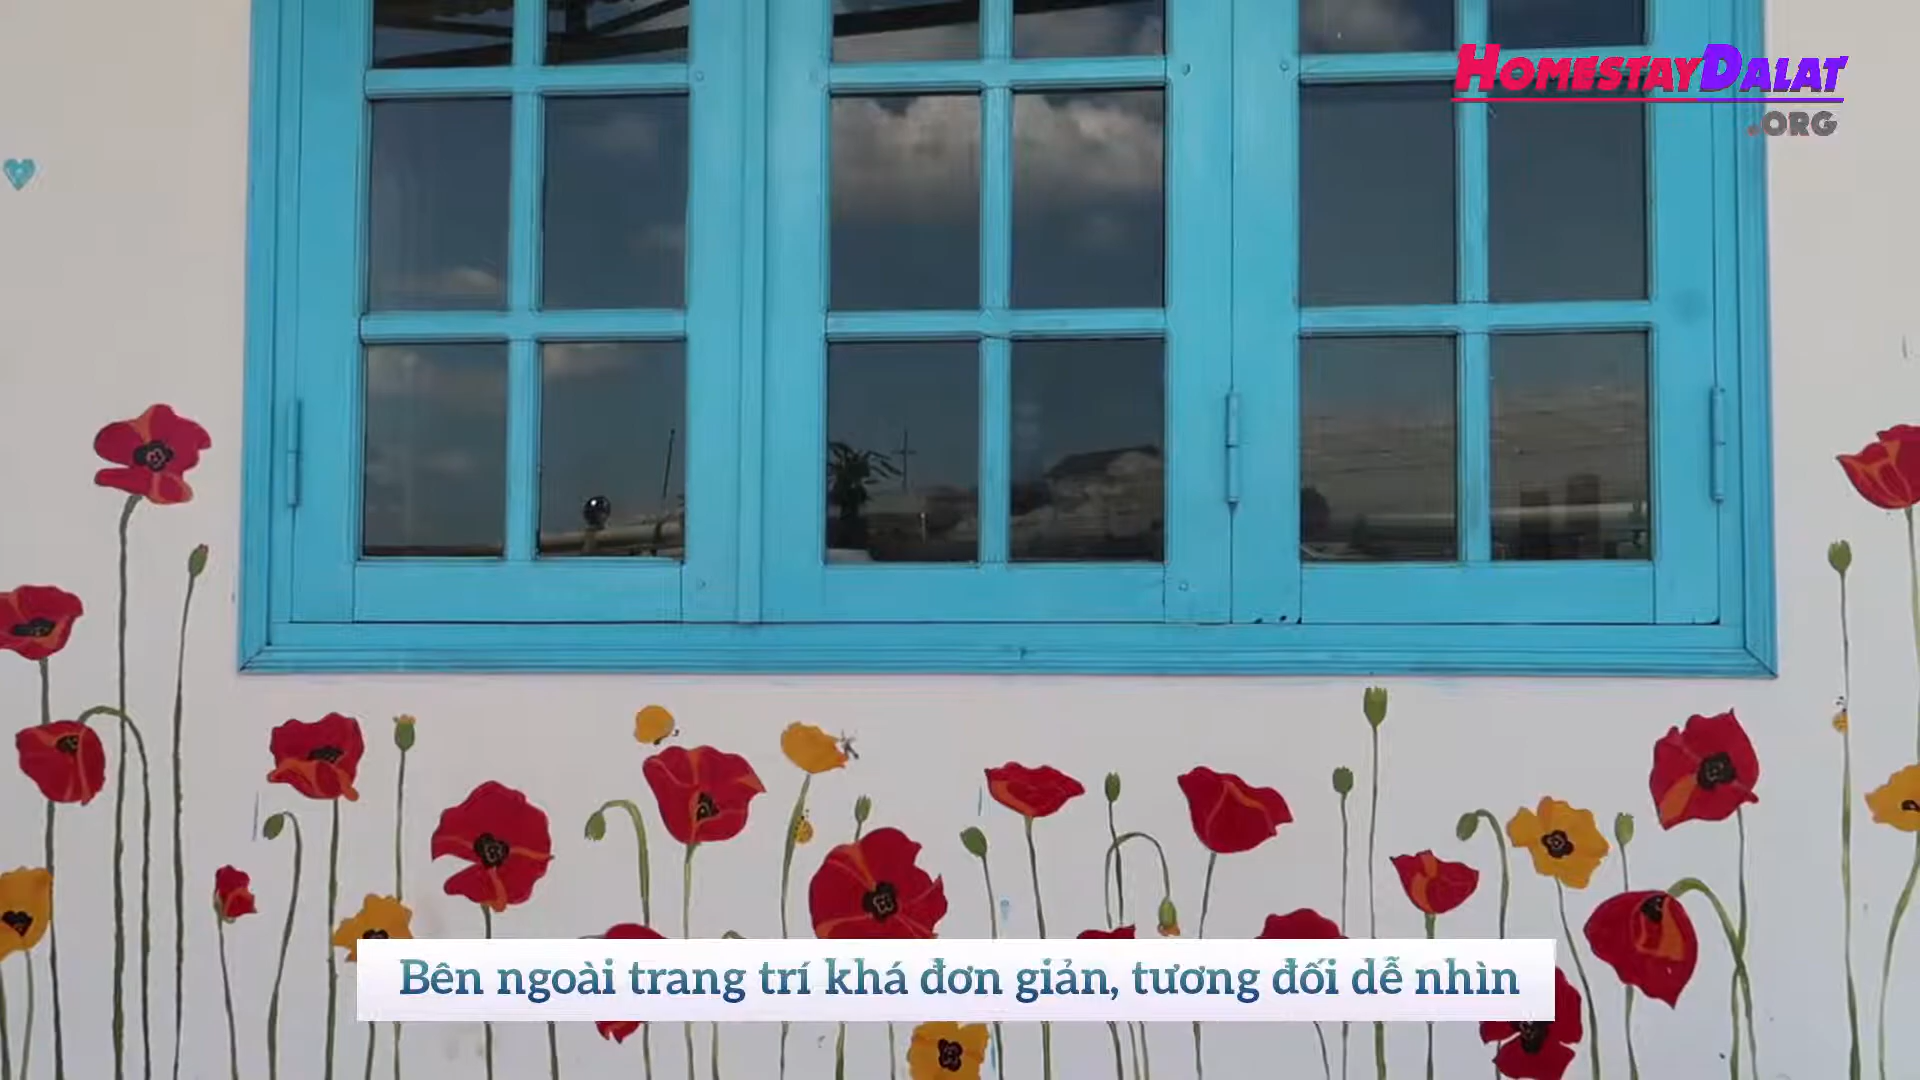 HOMESTAYDALAT
.ORG
Bên ngoài trang trí khá đơn giản, tương đối dễ nhìn